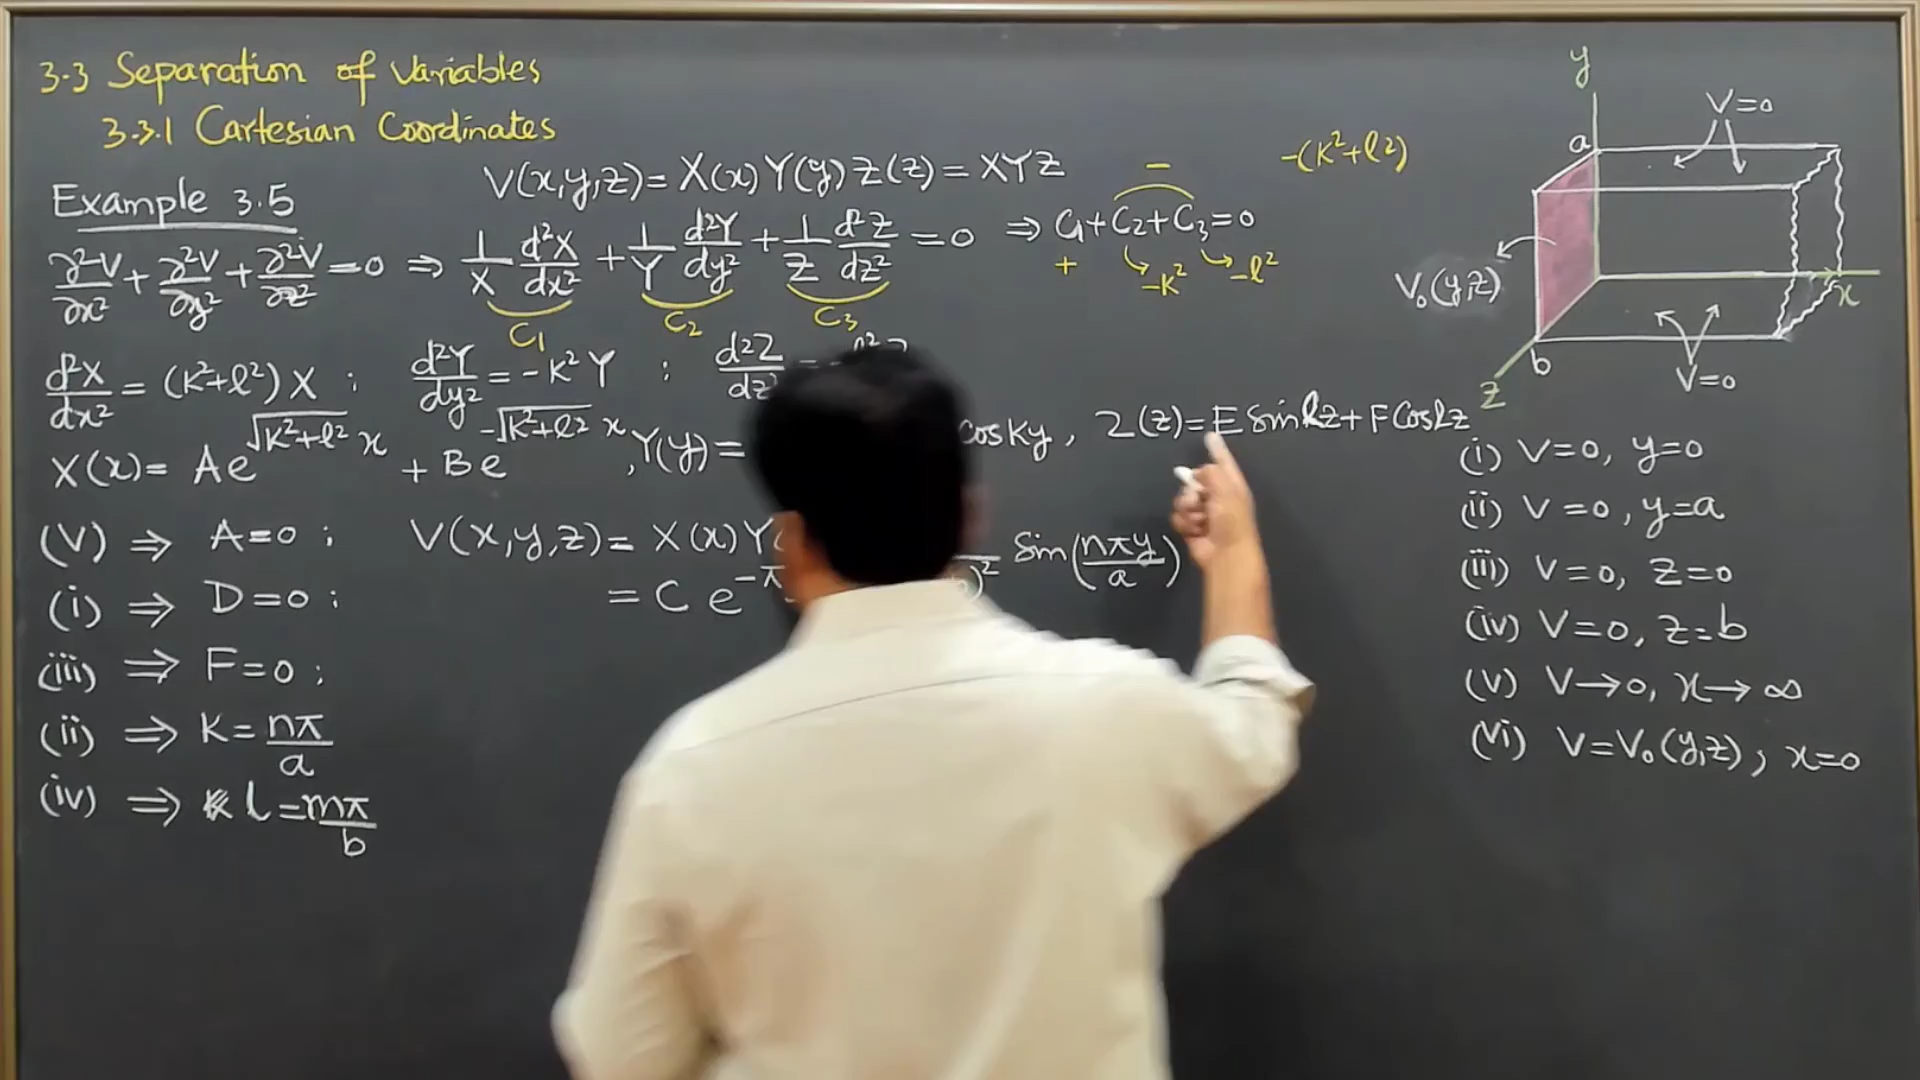 3.3 Separation of Variables
3.3.1 Cartesian Coordinates
Example 3.5
V(x,y,z) = X(x) Y(y) Z(z) = XYZ
∂²V/∂x² + ∂²V/∂y² + ∂²V/∂z² = 0 ⇒ 1/X d²X/dx² + 1/Y d²Y/dy² + 1/Z d²Z/dz² = 0 ⇒ C₁+C₂+C₃=0
C₁ C₂ C₃
+ −k² −l²
−
−(k²+l²)
d²X/dx² = (k²+l²) X ; d²Y/dy² = −k² Y ; d²Z/dz²
X(x) = A e^{√(k²+l²) x} + B e^{−√(k²+l²) x} , Y(y) = cos ky , Z(z) = E Sin lz + F Cos lz
(V) ⇒ A=0 ;
(i) ⇒ D=0 ;
(iii) ⇒ F=0 ;
(ii) ⇒ K = nπ/a
(iv) ⇒ l = mπ/b
V(x,y,z) = X(x) Y
= C e^{−π )²} Sin(nπy/a)
y
V=0
a
V₀(y,z)
x
b
z
V=0
(i) V=0, y=0
(ii) V=0, y=a
(iii) V=0, z=0
(iv) V=0, z=b
(v) V→0, x→∞
(vi) V=V₀(y,z), x=0